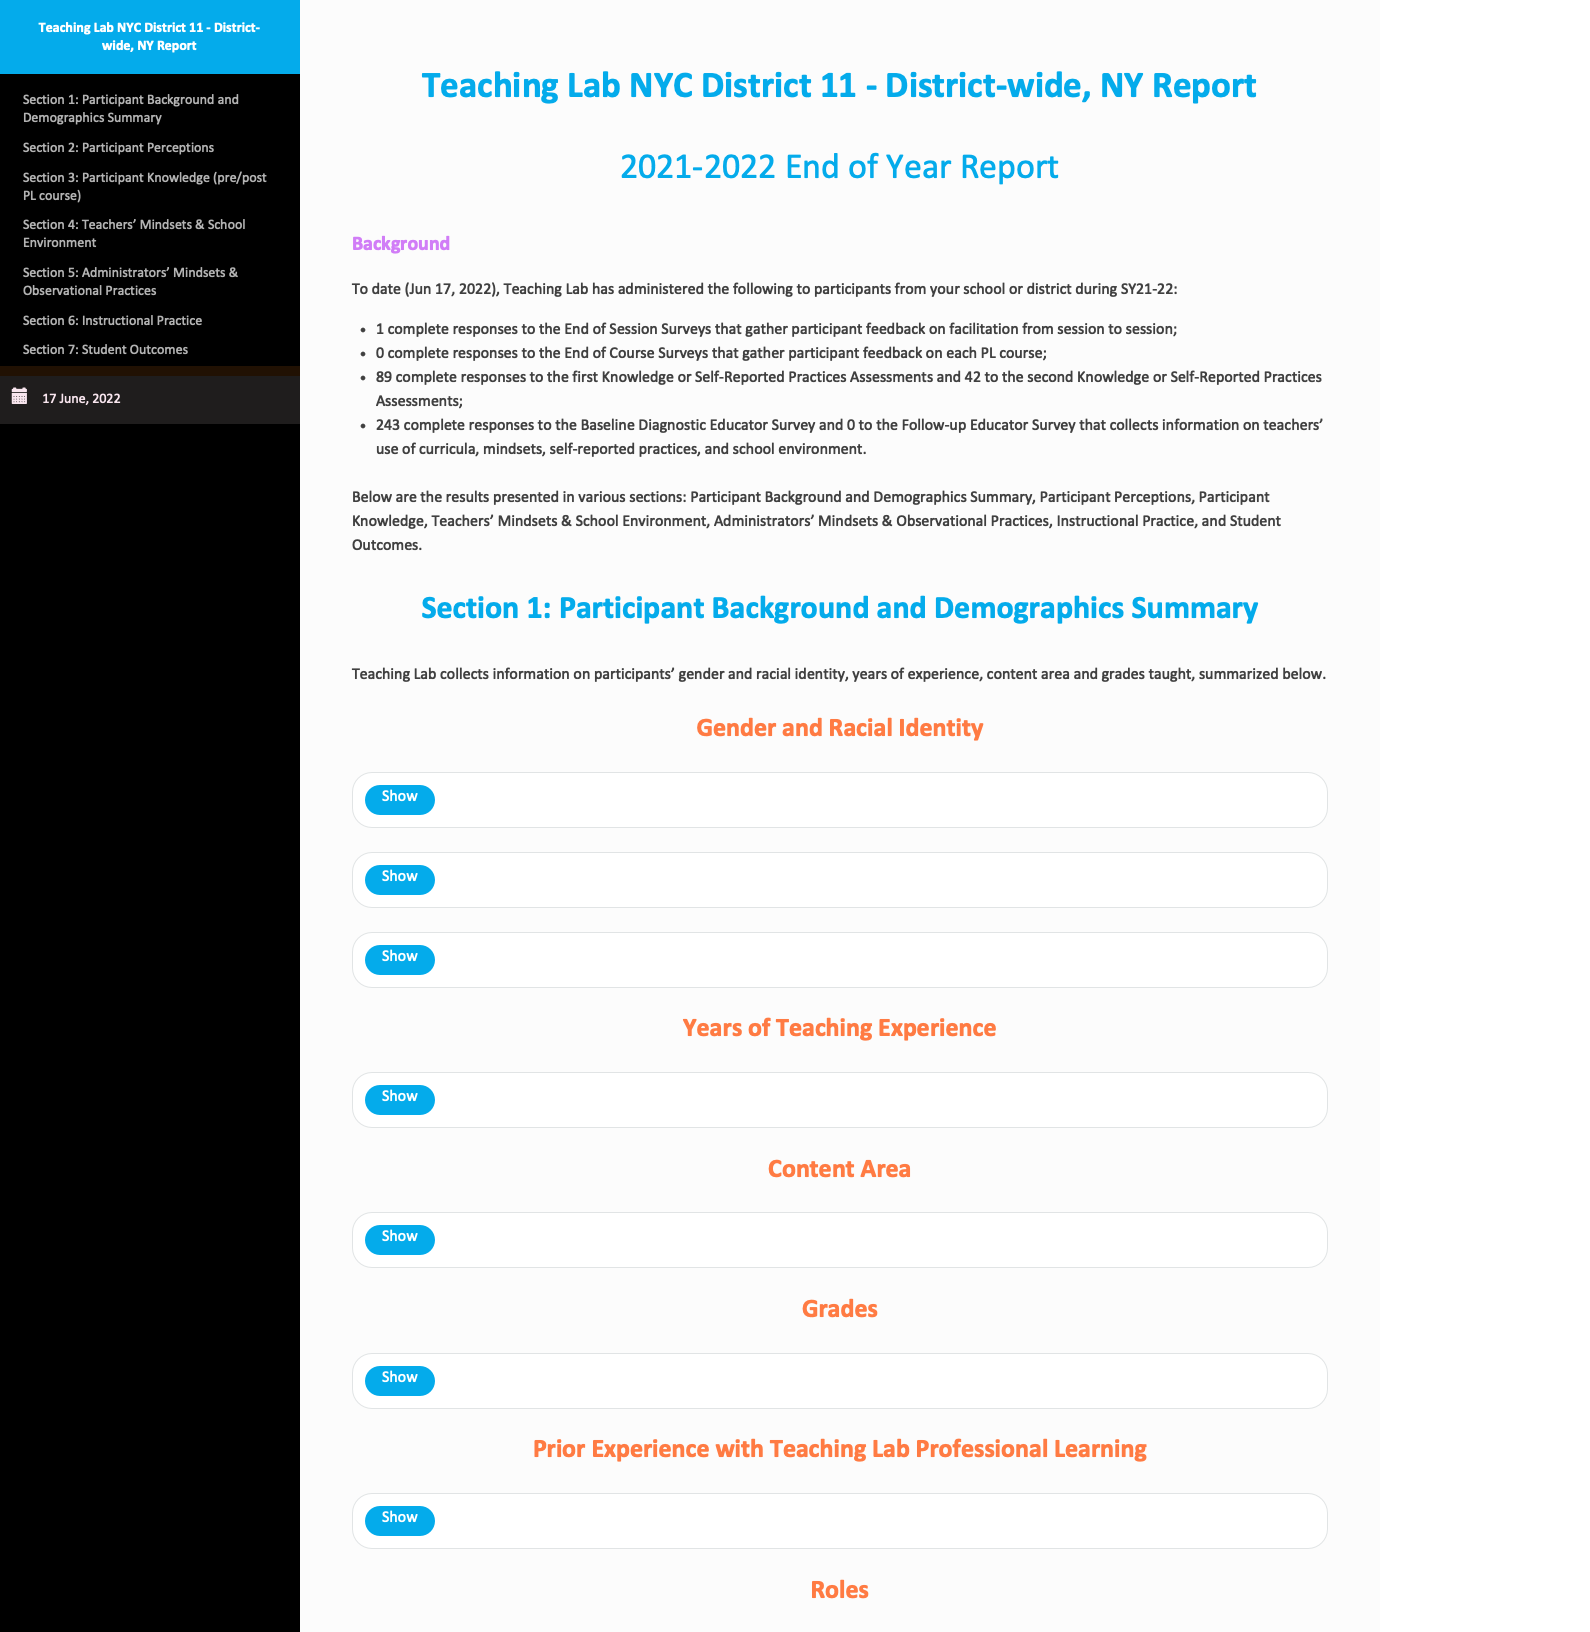 Teaching Lab NYC District 11 - District-
wide, NY Report
Section 1: Participant Background and
Demographics Summary
Section 2: Participant Perceptions
Section 3: Participant Knowledge (pre/post
PL course)
Section 4: Teachers’ Mindsets & School
Environment
Section 5: Administrators’ Mindsets &
Observational Practices
Section 6: Instructional Practice
Section 7: Student Outcomes
17 June, 2022
Teaching Lab NYC District 11 - District-wide, NY Report
2021-2022 End of Year Report
Background
To date (Jun 17, 2022), Teaching Lab has administered the following to participants from your school or district during SY21-22:
• 1 complete responses to the End of Session Surveys that gather participant feedback on facilitation from session to session;
• 0 complete responses to the End of Course Surveys that gather participant feedback on each PL course;
• 89 complete responses to the first Knowledge or Self-Reported Practices Assessments and 42 to the second Knowledge or Self-Reported Practices
Assessments;
• 243 complete responses to the Baseline Diagnostic Educator Survey and 0 to the Follow-up Educator Survey that collects information on teachers’
use of curricula, mindsets, self-reported practices, and school environment.
Below are the results presented in various sections: Participant Background and Demographics Summary, Participant Perceptions, Participant
Knowledge, Teachers’ Mindsets & School Environment, Administrators’ Mindsets & Observational Practices, Instructional Practice, and Student
Outcomes.
Section 1: Participant Background and Demographics Summary
Teaching Lab collects information on participants’ gender and racial identity, years of experience, content area and grades taught, summarized below.
Gender and Racial Identity
Show
Show
Show
Years of Teaching Experience
Show
Content Area
Show
Grades
Show
Prior Experience with Teaching Lab Professional Learning
Show
Roles